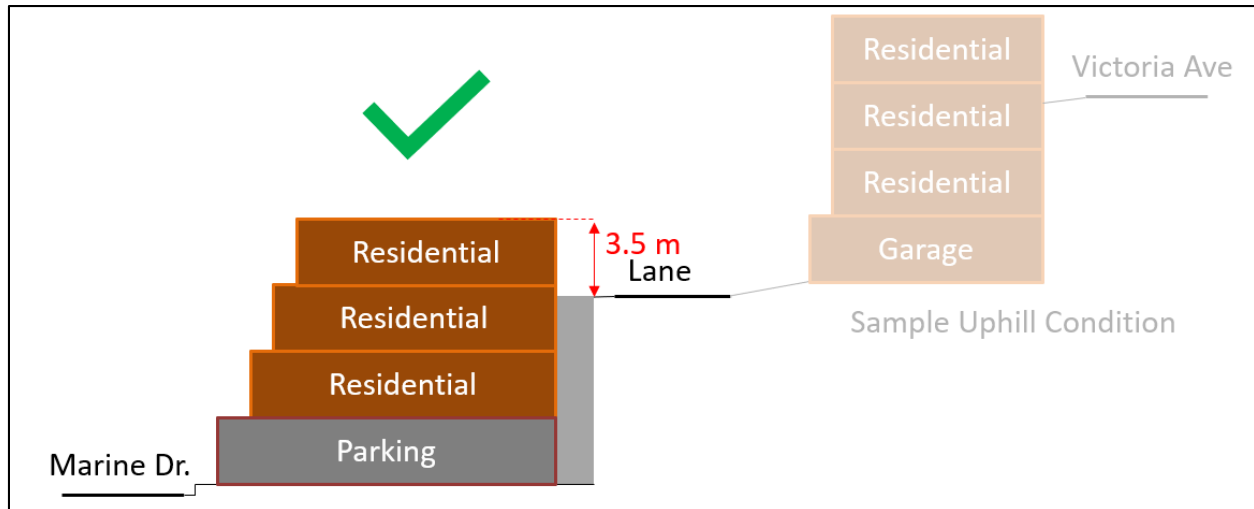 Residential
Victoria Ave
Residential
Residential
Garage
Sample Uphill Condition
3.5 m
Lane
Residential
Residential
Residential
Parking
Marine Dr.